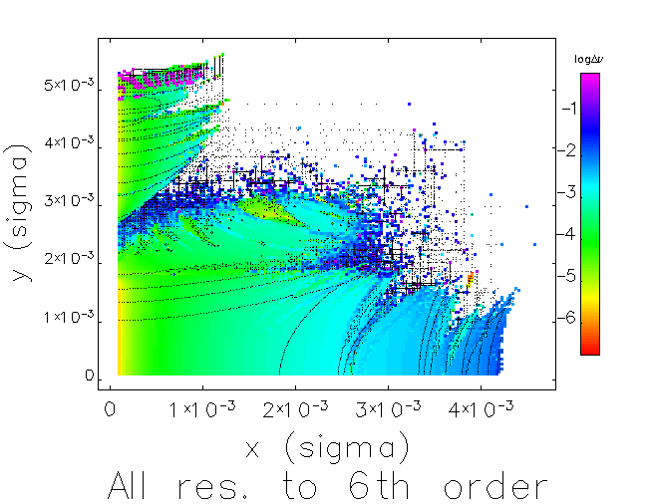 logΔν
5×10⁻³
4×10⁻³
3×10⁻³
2×10⁻³
1×10⁻³
0
y (sigma)
−1
−2
−3
−4
−5
−6
0 1×10⁻³ 2×10⁻³ 3×10⁻³ 4×10⁻³
x (sigma)
All res. to 6th order